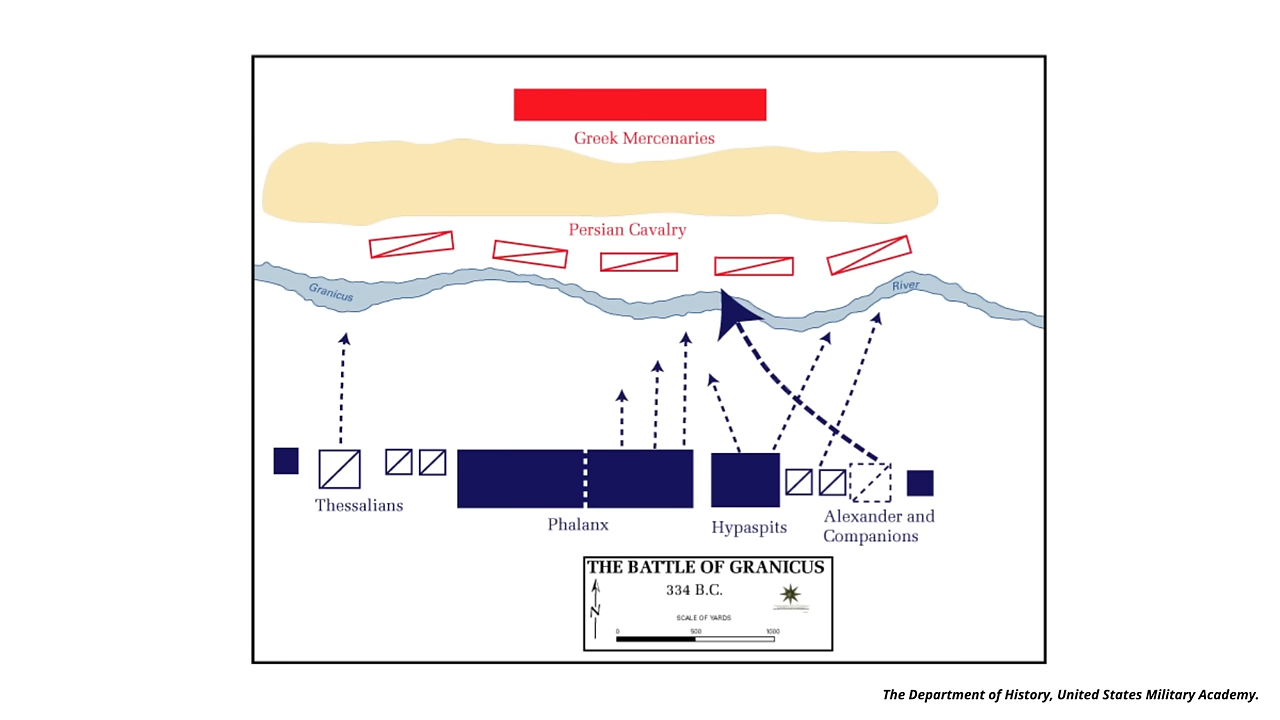 Greek Mercenaries
Persian Cavalry
Granicus
River
Thessalians
Phalanx
Hypaspits
Alexander and
Companions
THE BATTLE OF GRANICUS
334 B.C.
N
SCALE OF YARDS
0 500 1000
The Department of History, United States Military Academy.